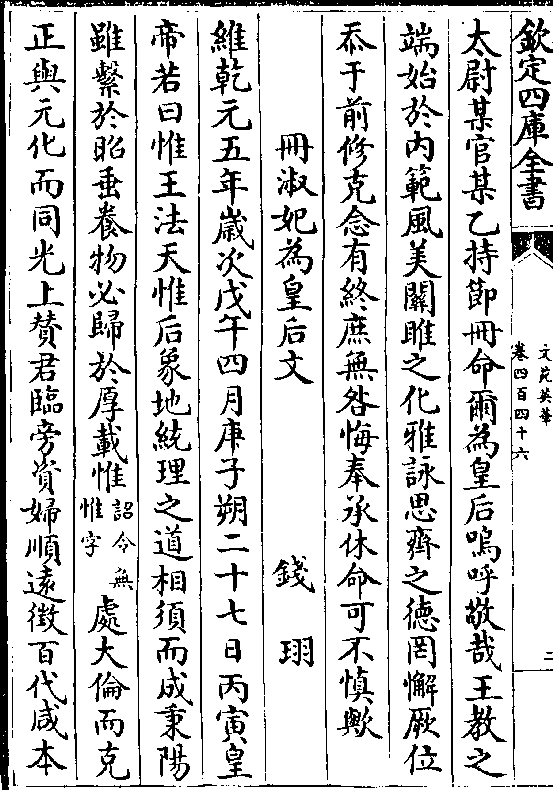 欽定四庫全書
文苑英華
卷四百四十六
二
太尉某官某乙持節冊命爾為皇后嗚呼敬哉王教之
端始於内範風美關雎之化雅詠思齊之德罔懈厥位
忝于前修克念有終庶無咎悔奉承休命可不慎歟
冊淑妃為皇后文 錢珝
維乾元五年嵗次戊午四月庚子朔二十七日丙寅皇
帝若曰惟王法天惟后象地統理之道相須而成秉陽
雖繫於昭垂養物必歸於厚載惟詔令無惟字處大倫而克
正與元化而同光上賛君臨旁資婦順遠徴百代咸本